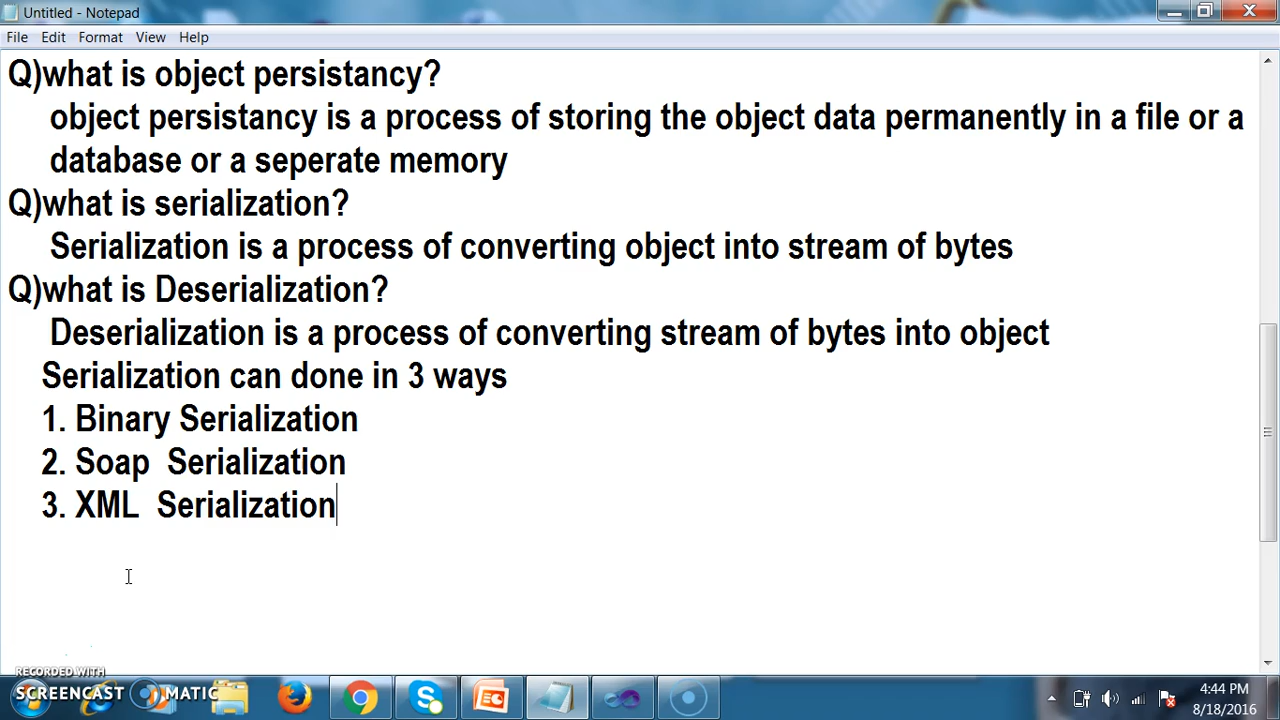 Untitled - Notepad
File Edit Format View Help
Q)what is object persistancy?
object persistancy is a process of storing the object data permanently in a file or a
database or a seperate memory
Q)what is serialization?
Serialization is a process of converting object into stream of bytes
Q)what is Deserialization?
Deserialization is a process of converting stream of bytes into object
Serialization can done in 3 ways
1. Binary Serialization
2. Soap  Serialization
3. XML  Serialization
RECORDED WITH
SCREENCAST MATIC
4:44 PM
8/18/2016